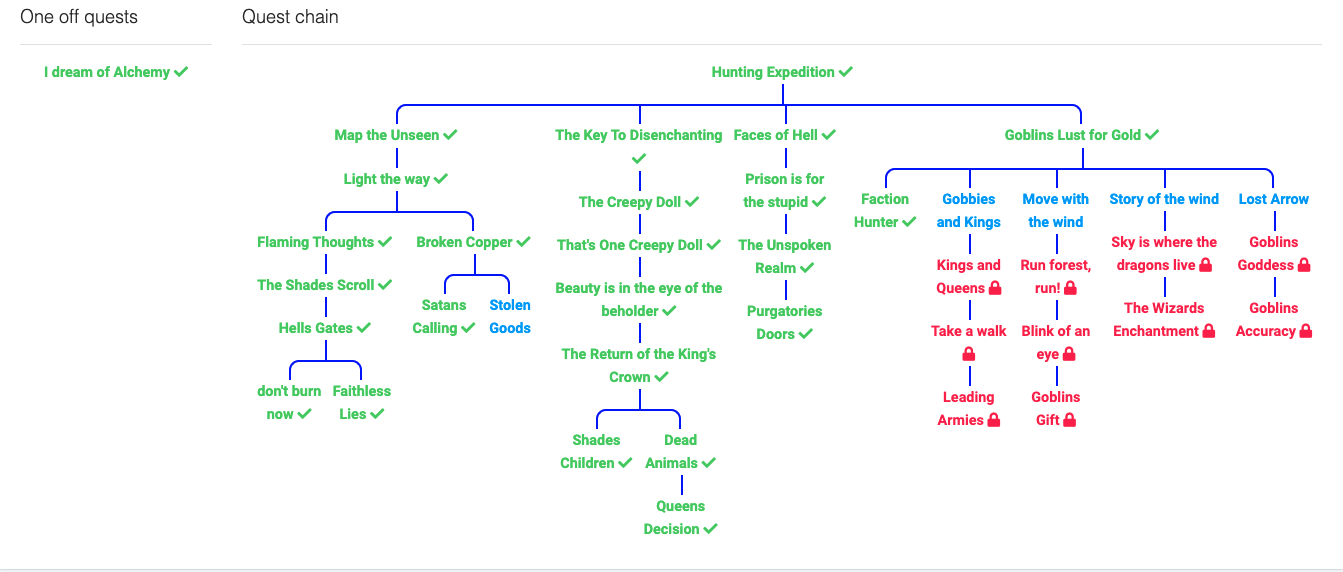 One off quests
Quest chain
I dream of Alchemy
Hunting Expedition
Map the Unseen
The Key To Disenchanting
Faces of Hell
Goblins Lust for Gold
Light the way
Prison is for
the stupid
The Creepy Doll
Faction
Hunter
Gobbies
and Kings
Move with
the wind
Story of the wind
Lost Arrow
Flaming Thoughts
Broken Copper
That's One Creepy Doll
The Unspoken
Realm
Kings and
Queens
Run forest,
run!
Sky is where the
dragons live
Goblins
Goddess
The Shades Scroll
Beauty is in the eye of the
beholder
Satans
Calling
Stolen
Goods
Purgatories
Doors
The Wizards
Enchantment
Goblins
Accuracy
Hells Gates
Take a walk
Blink of an
eye
The Return of the King's
Crown
don't burn
now
Faithless
Lies
Leading
Armies
Goblins
Gift
Shades
Children
Dead
Animals
Queens
Decision